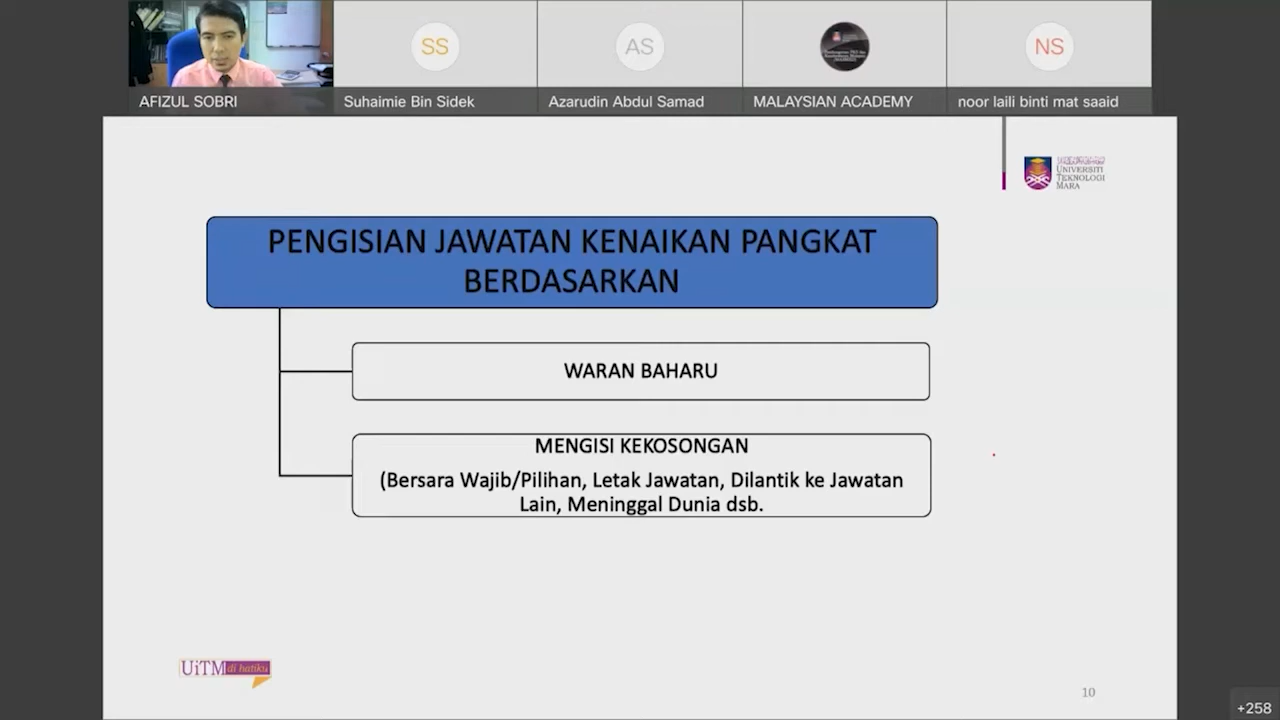 SS
AS
NS
AFIZUL SOBRI
Suhaimie Bin Sidek
Azarudin Abdul Samad
MALAYSIAN ACADEMY
noor laili binti mat saaid
UNIVERSITI
TEKNOLOGI
MARA
PENGISIAN JAWATAN KENAIKAN PANGKAT
BERDASARKAN
WARAN BAHARU
MENGISI KEKOSONGAN
(Bersara Wajib/Pilihan, Letak Jawatan, Dilantik ke Jawatan
Lain, Meninggal Dunia dsb.
UiTM di hatiku
10
+258